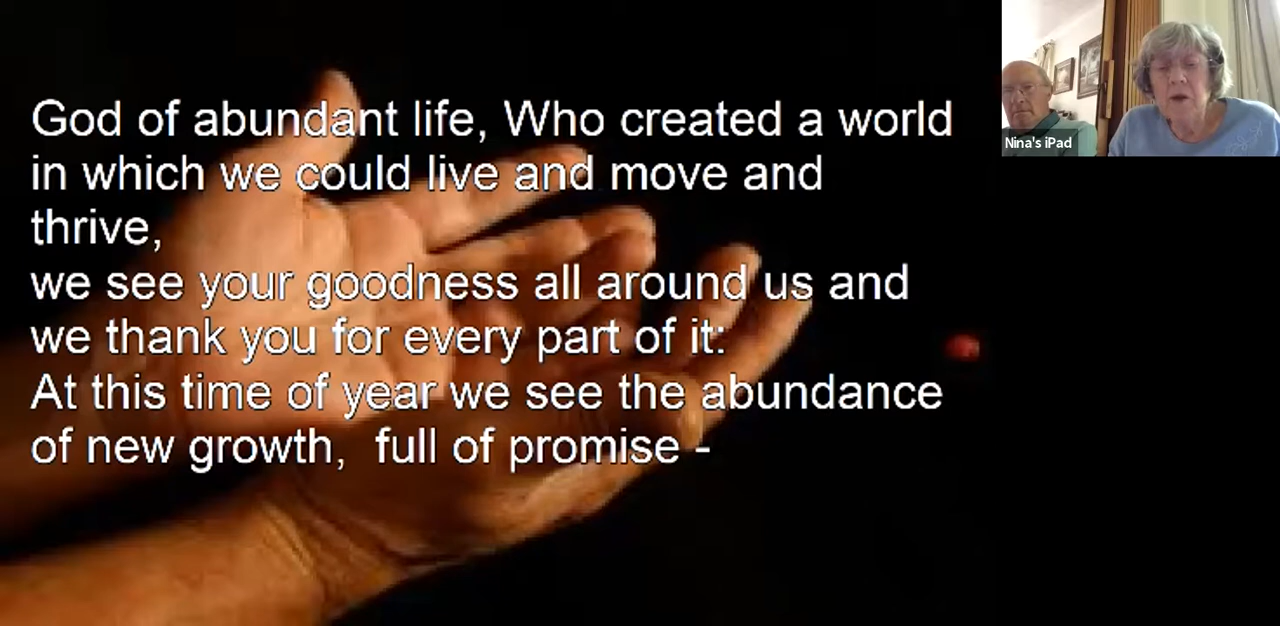 God of abundant life, Who created a world
in which we could live and move and
thrive,
we see your goodness all around us and
we thank you for every part of it:
At this time of year we see the abundance
of new growth, full of promise -
Nina's iPad